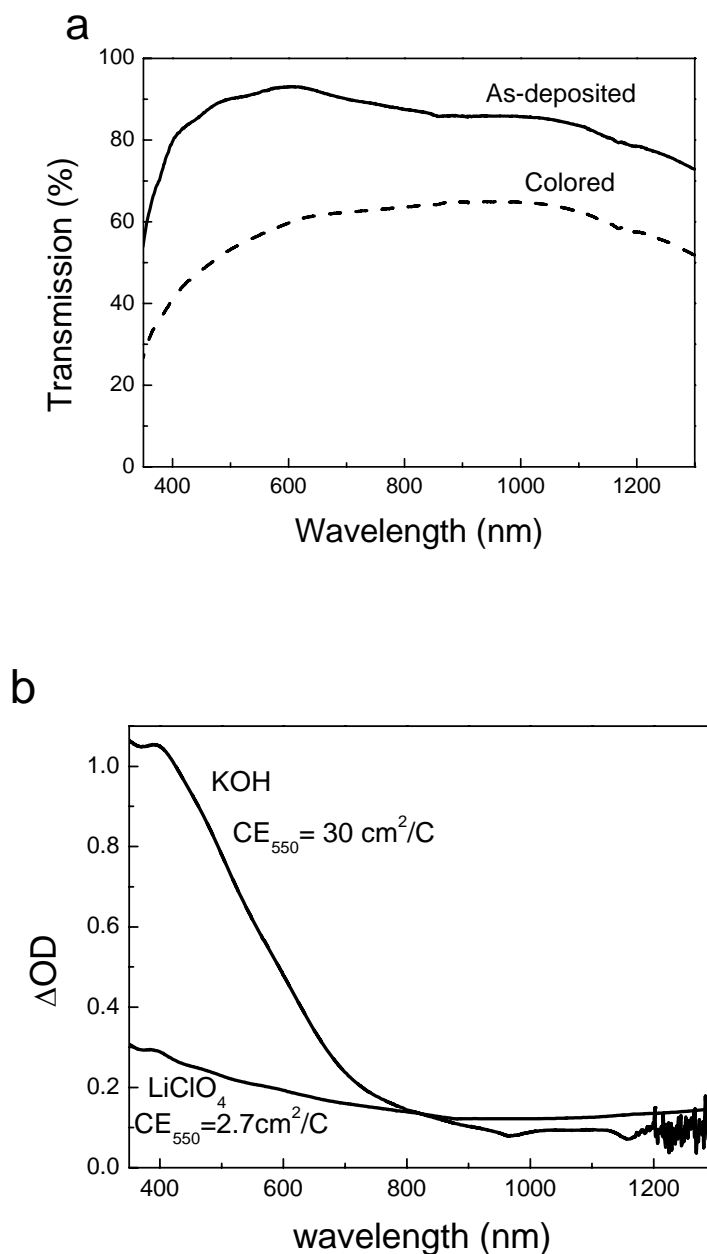 a
100
80
60
40
20
0
Transmission (%)
As-deposited
Colored
400 600 800 1000 1200
Wavelength (nm)
b
1.0
0.8
0.6
0.4
0.2
0.0
ΔOD
KOH
CE₅₅₀= 30 cm²/C
LiClO₄
CE₅₅₀=2.7cm²/C
400 600 800 1000 1200
wavelength (nm)